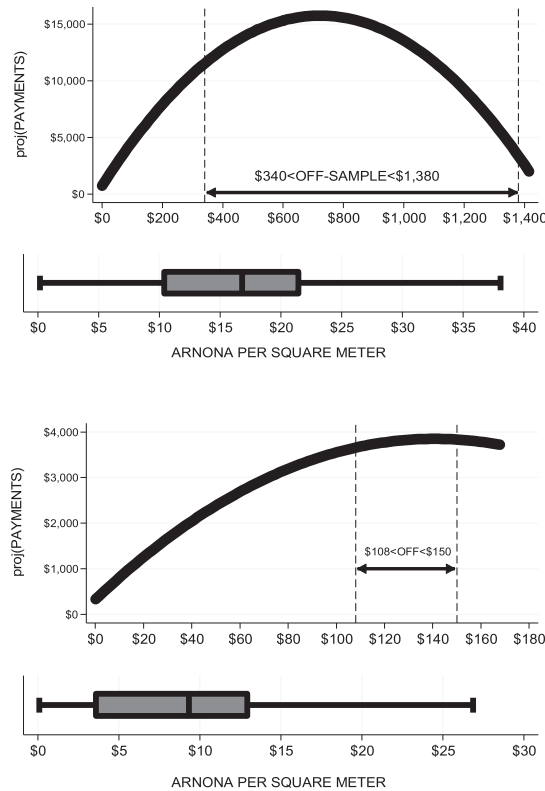 $15,000
$10,000
$5,000
$0
proj(PAYMENTS)
$340<OFF-SAMPLE<$1,380
$0 $200 $400 $600 $800 $1,000 $1,200 $1,400
$0 $5 $10 $15 $20 $25 $30 $35 $40
ARNONA PER SQUARE METER
$4,000
$3,000
$2,000
$1,000
$0
proj(PAYMENTS)
$108<OFF<$150
$0 $20 $40 $60 $80 $100 $120 $140 $160 $180
$0 $5 $10 $15 $20 $25 $30
ARNONA PER SQUARE METER